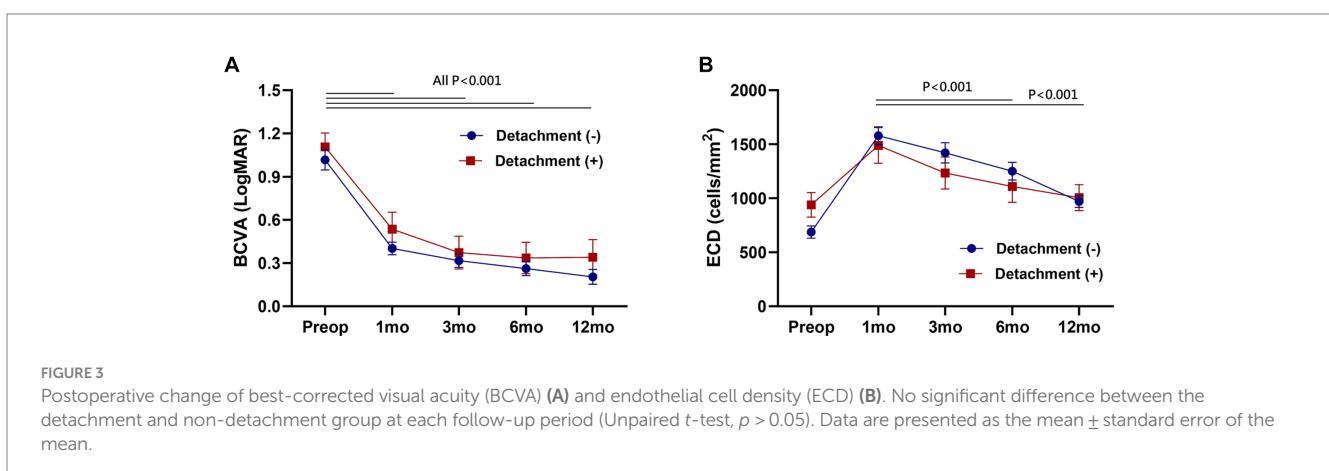 A
All P<0.001
1.5
1.2
0.9
0.6
0.3
0.0
BCVA (LogMAR)
Detachment (-)
Detachment (+)
Preop 1mo 3mo 6mo 12mo
B
P<0.001
P<0.001
2000
1500
1000
500
0
ECD (cells/mm²)
Detachment (-)
Detachment (+)
Preop 1mo 3mo 6mo 12mo
FIGURE 3
Postoperative change of best-corrected visual acuity (BCVA) (A) and endothelial cell density (ECD) (B). No significant difference between the
detachment and non-detachment group at each follow-up period (Unpaired t-test, p > 0.05). Data are presented as the mean ± standard error of the
mean.